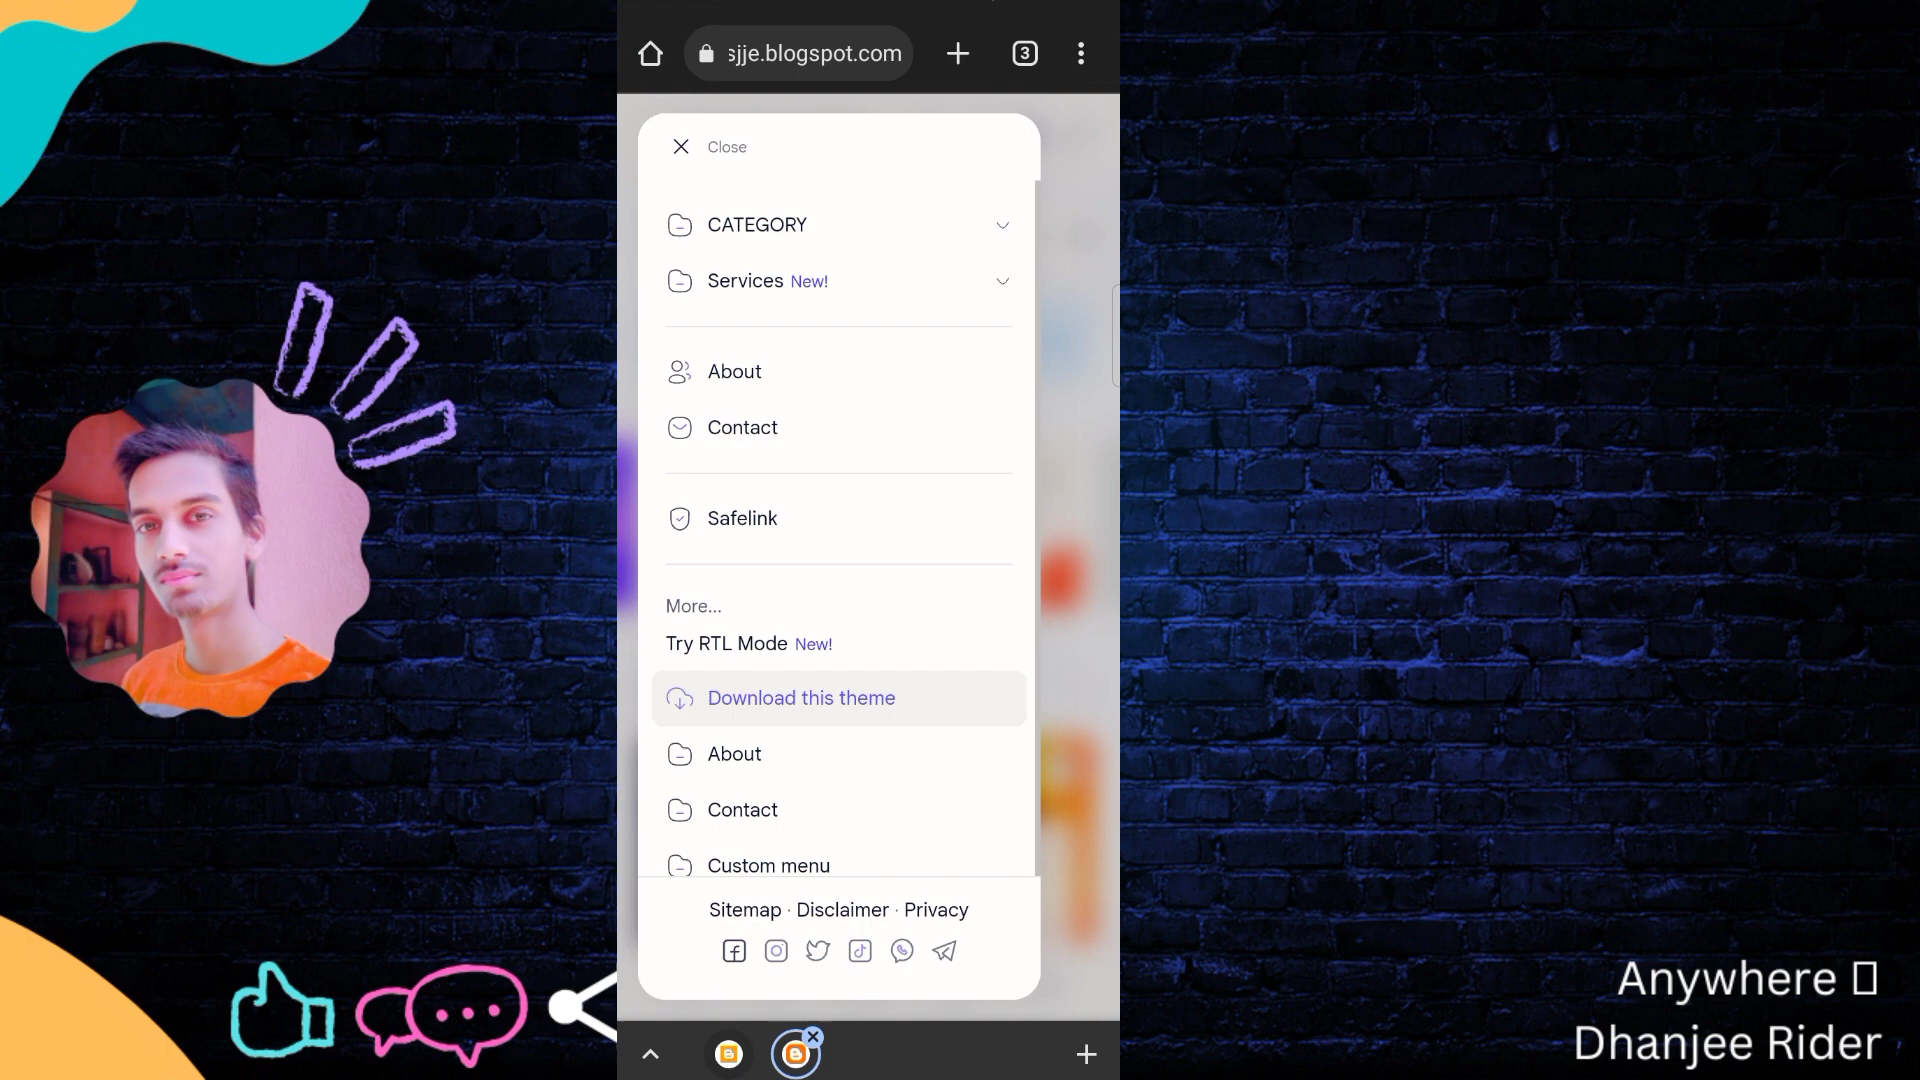 sjje.blogspot.com
3
Close
CATEGORY
Services New!
About
Contact
Safelink
More...
Try RTL Mode New!
Download this theme
About
Contact
Custom menu
Sitemap · Disclaimer · Privacy
Anywhere
Dhanjee Rider